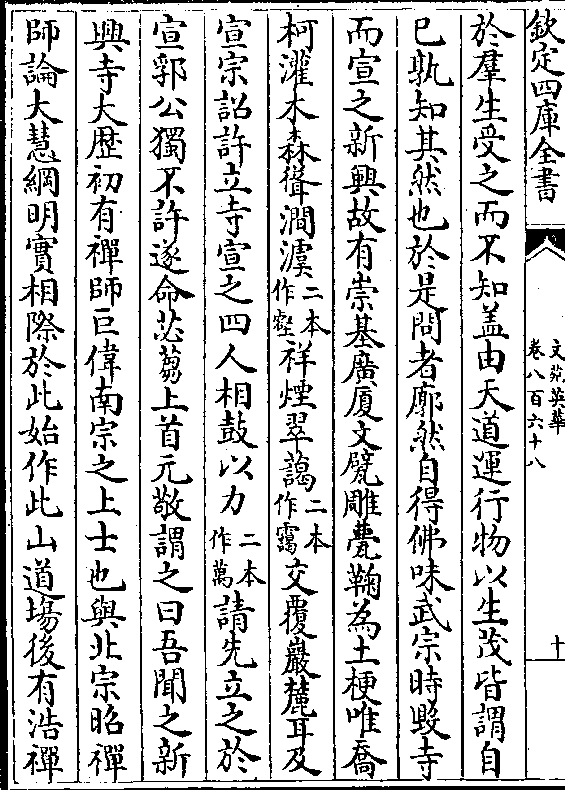 欽定四庫全書
文苑英華
卷八百六十八
十
於羣生受之而不知盖由天道運行物以生茂皆謂自
已孰知其然也於是問者廓然自得佛味武宗時毁寺
而宣之新興故有崇基廣厦文甓雕甍鞠為土梗唯喬
柯灌木森聳澗濵二本作壑祥煙翠藹二本作靄交覆巖麓耳及
宣宗詔許立寺宣之四人相鼓以力二本作萬請先立之於
宣郛公獨不許遂命苾蒭上首元敬謂之曰吾聞之新
興寺大歴初有禪師巨偉南宗之上士也與北宗昭禪
師論大慧綱明實相際於此始作此山道場後有浩禪